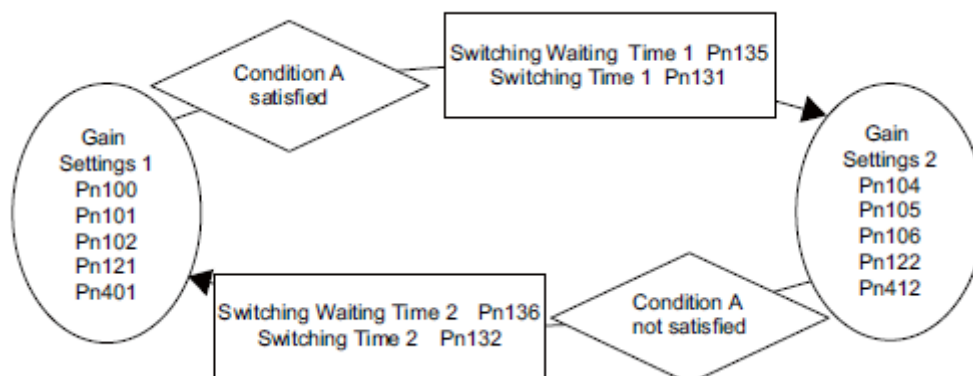 Condition A
satisfied
Switching Waiting Time 1 Pn135
Switching Time 1 Pn131
Gain
Settings 1
Pn100
Pn101
Pn102
Pn121
Pn401
Gain
Settings 2
Pn104
Pn105
Pn106
Pn122
Pn412
Switching Waiting Time 2 Pn136
Switching Time 2 Pn132
Condition A
not satisfied